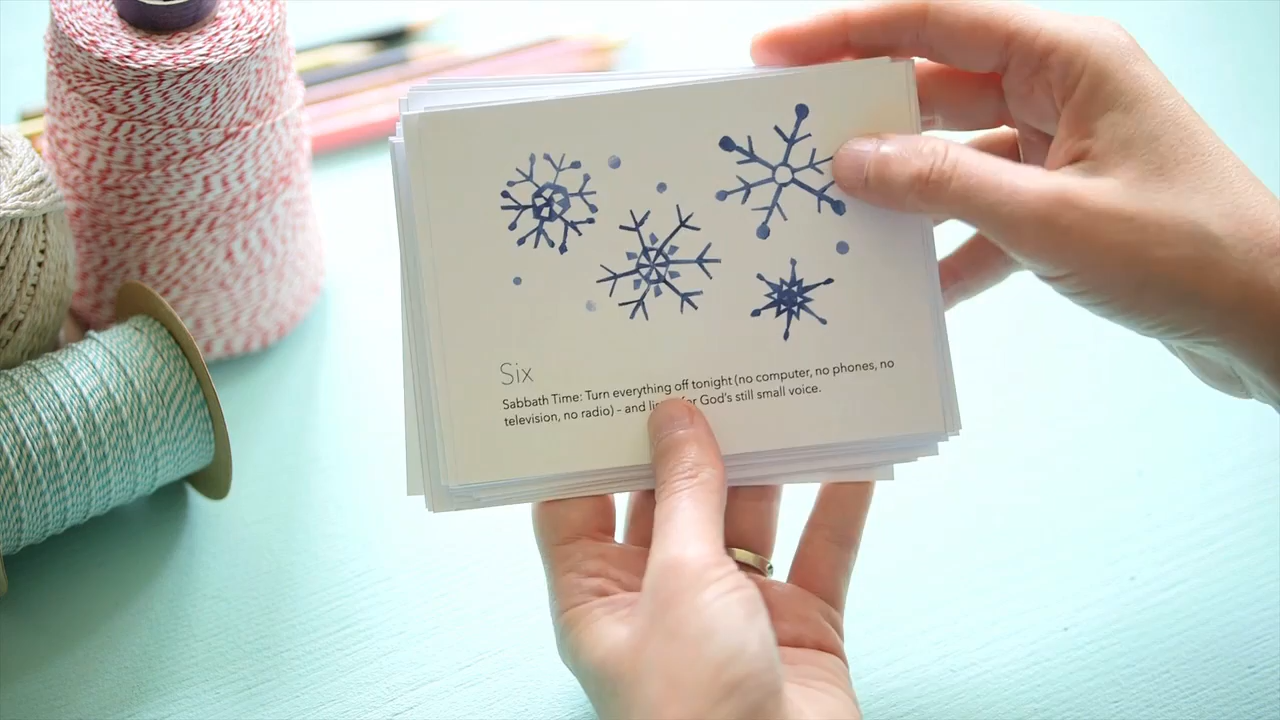 Six
Sabbath Time: Turn everything off tonight (no computer, no phones, no
television, no radio) – and for God's still small voice.